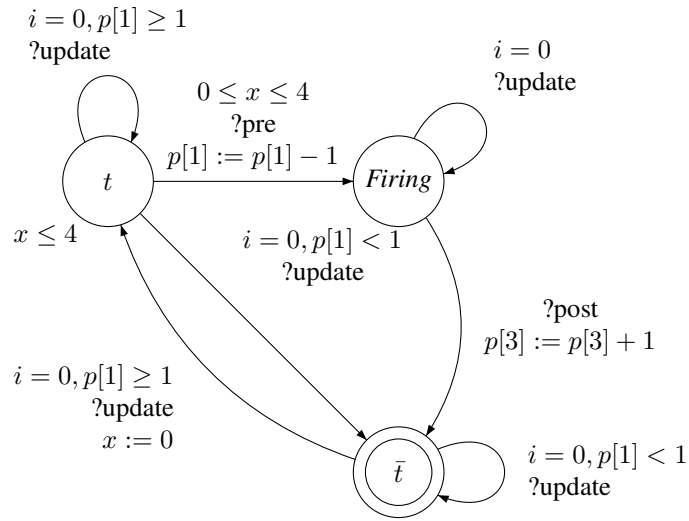 i = 0, p[1] ≥ 1
?update
i = 0
?update
0 ≤ x ≤ 4
?pre
p[1] := p[1] − 1
t
Firing
x ≤ 4
i = 0, p[1] < 1
?update
?post
p[3] := p[3] + 1
i = 0, p[1] ≥ 1
?update
x := 0
t̄
i = 0, p[1] < 1
?update